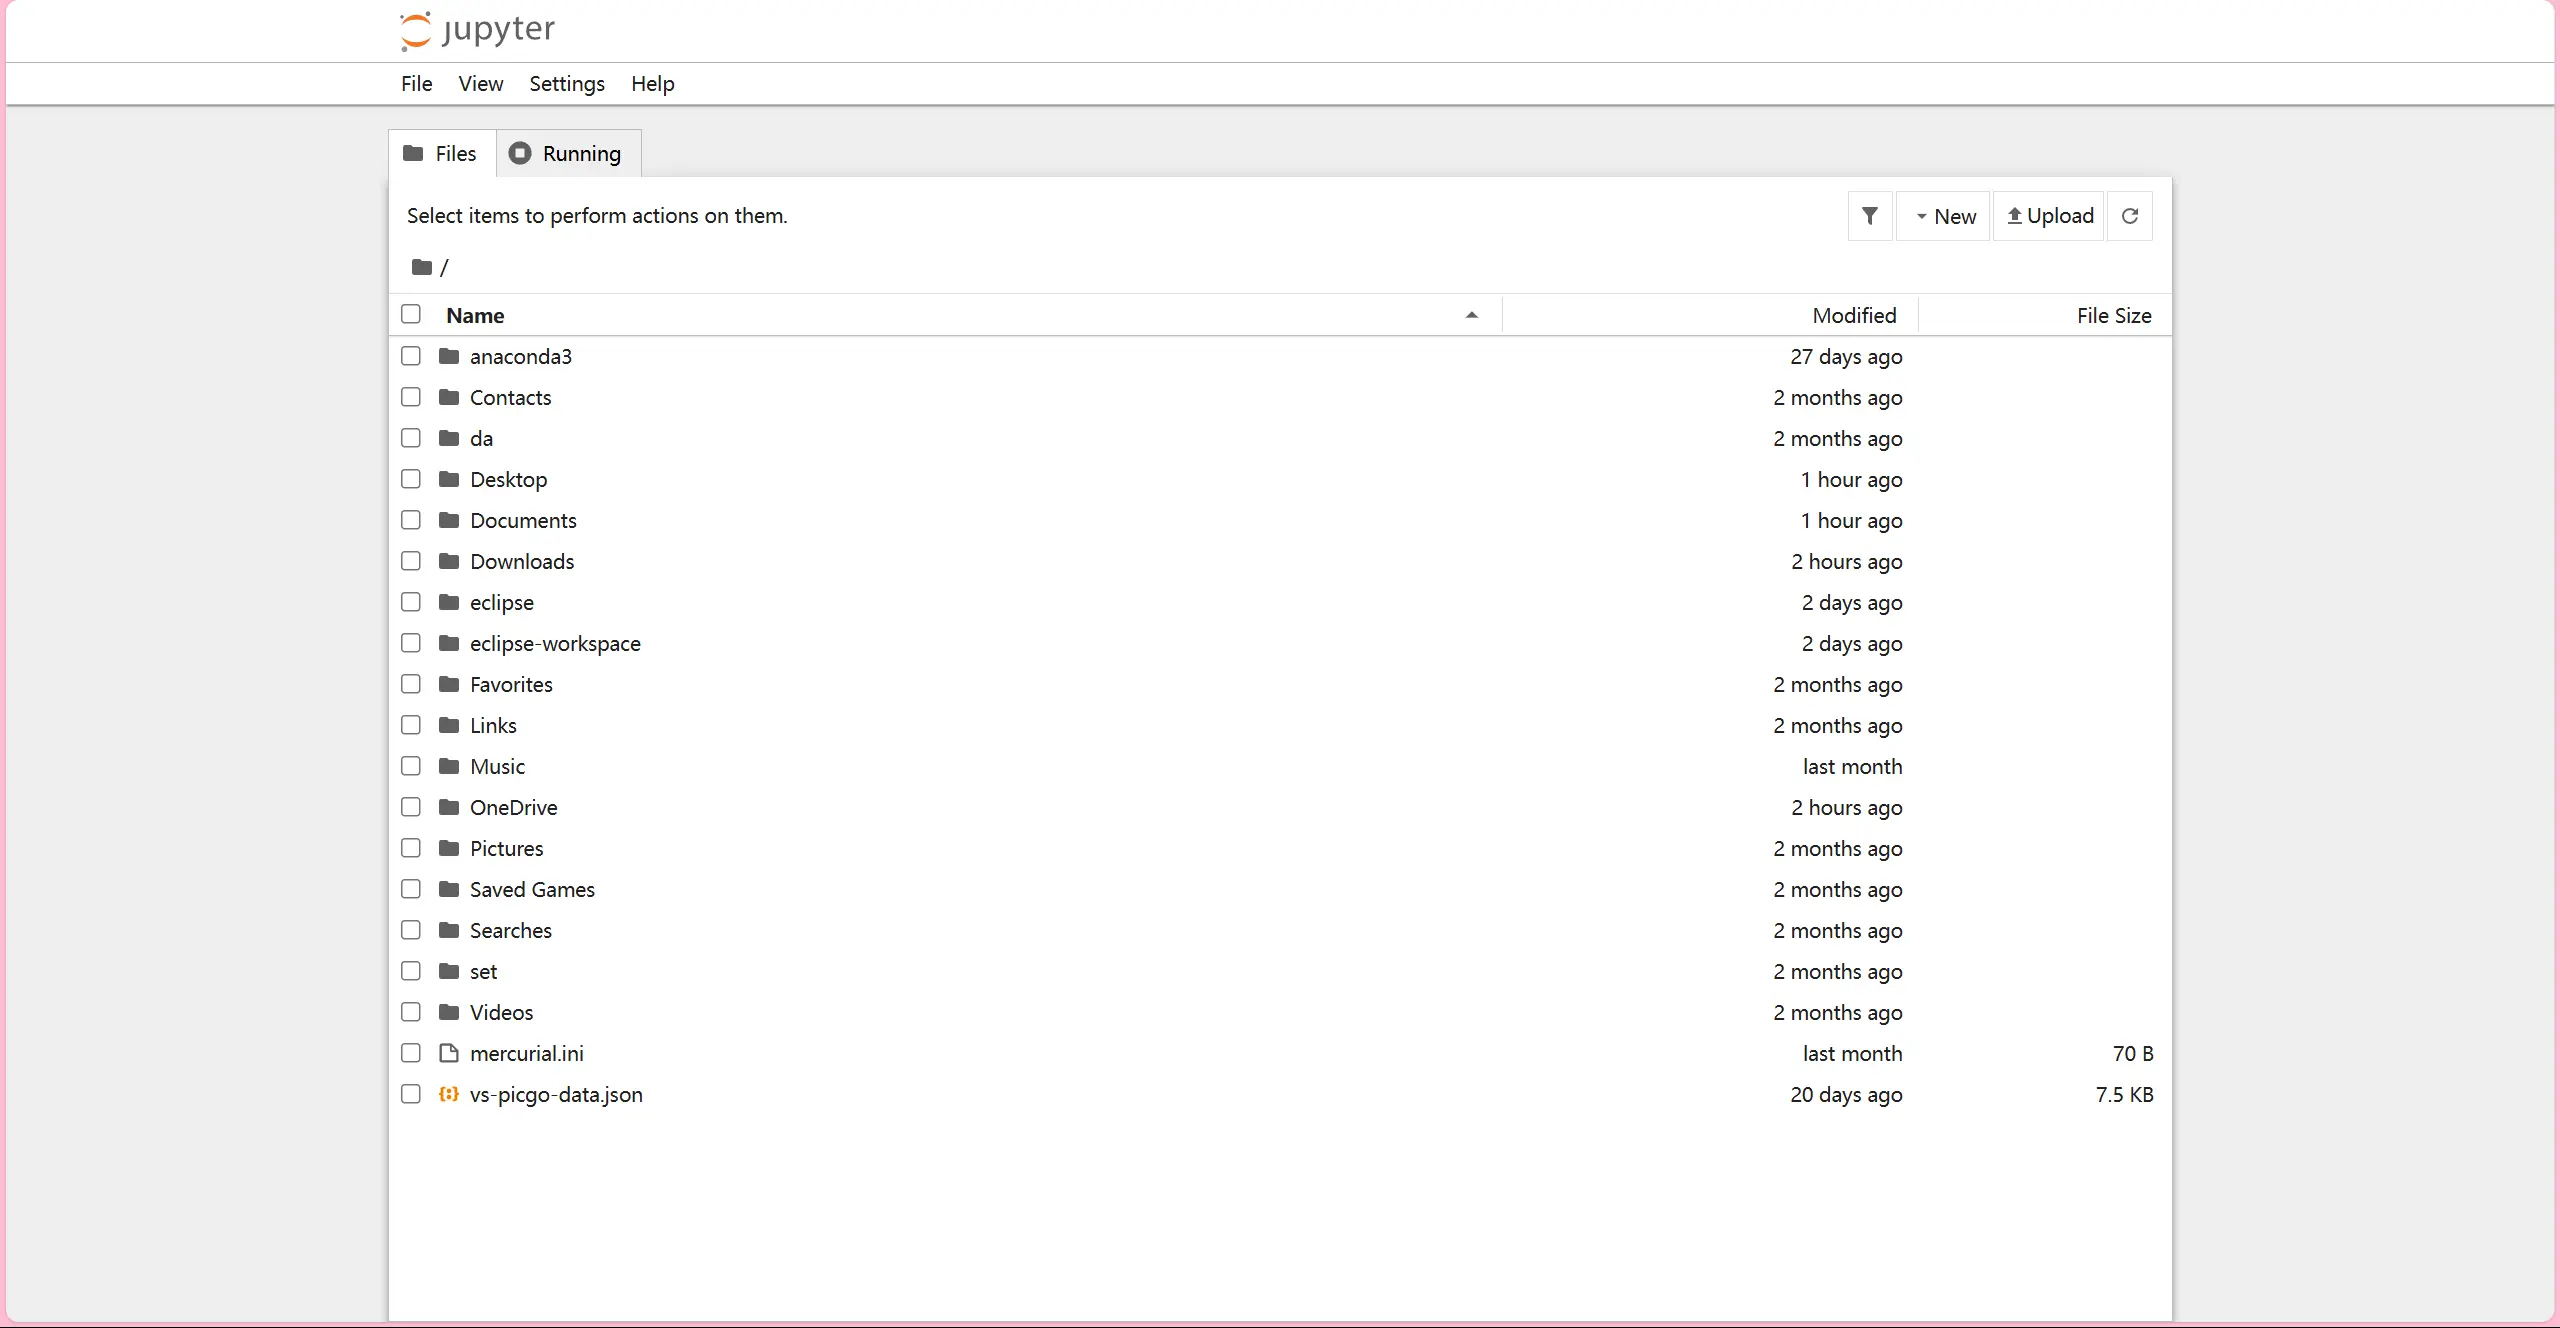 jupyter
File View Settings Help
Files Running
Select items to perform actions on them.
New Upload
/
Name Modified File Size
anaconda3 27 days ago
Contacts 2 months ago
da 2 months ago
Desktop 1 hour ago
Documents 1 hour ago
Downloads 2 hours ago
eclipse 2 days ago
eclipse-workspace 2 days ago
Favorites 2 months ago
Links 2 months ago
Music last month
OneDrive 2 hours ago
Pictures 2 months ago
Saved Games 2 months ago
Searches 2 months ago
set 2 months ago
Videos 2 months ago
mercurial.ini last month 70 B
vs-picgo-data.json 20 days ago 7.5 KB